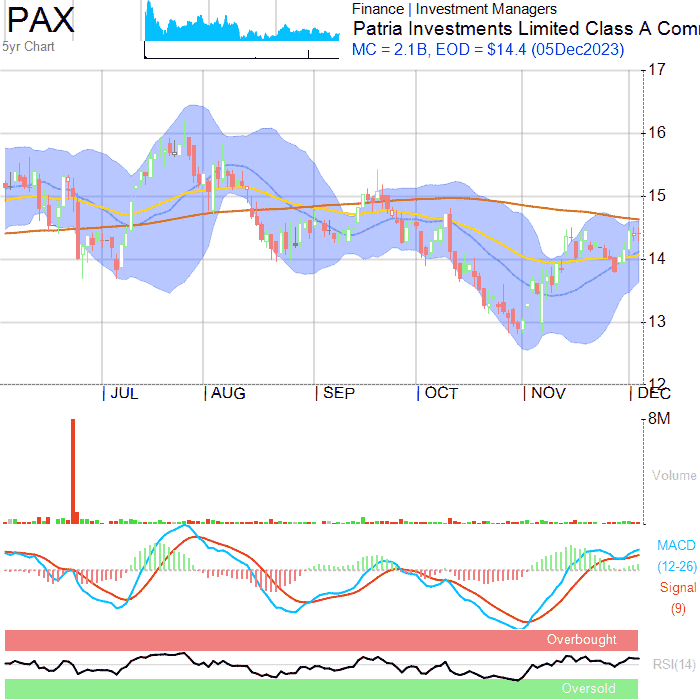 PAX
5yr Chart
Finance | Investment Managers
Patria Investments Limited Class A Com
MC = 2.1B, EOD = $14.4 (05Dec2023)
17
16
15
14
13
12
JUL AUG SEP OCT NOV DEC
8M
Volume
MACD
(12-26)
Signal
(9)
Overbought
RSI(14)
Oversold